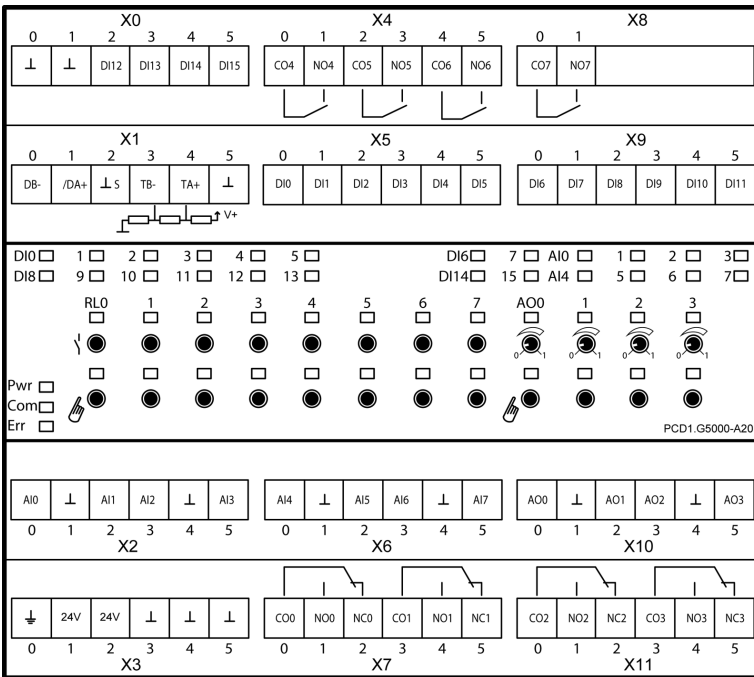 X0 X4 X8
0 1 2 3 4 5 0 1 2 3 4 5 0 1
⊥ ⊥ DI12 DI13 DI14 DI15 CO4 NO4 CO5 NO5 CO6 NO6 CO7 NO7
X1 X5 X9
0 1 2 3 4 5 0 1 2 3 4 5 0 1 2 3 4 5
DB- /DA+ ⊥ S TB- TA+ ⊥ DI0 DI1 DI2 DI3 DI4 DI5 DI6 DI7 DI8 DI9 DI10 DI11
V+
DI0 1 2 3 4 5 DI6 7 AI0 1 2 3
DI8 9 10 11 12 13 DI14 15 AI4 5 6 7
RL0 1 2 3 4 5 6 7 AO0 1 2 3
0 1 0 1 0 1 0 1
Pwr
Com
Err
PCD1.G5000-A20
AI0 ⊥ AI1 AI2 ⊥ AI3 AI4 ⊥ AI5 AI6 ⊥ AI7 AO0 ⊥ AO1 AO2 ⊥ AO3
0 1 2 3 4 5 0 1 2 3 4 5 0 1 2 3 4 5
X2 X6 X10
⏚ 24V 24V ⊥ ⊥ ⊥ CO0 NO0 NC0 CO1 NO1 NC1 CO2 NO2 NC2 CO3 NO3 NC3
0 1 2 3 4 5 0 1 2 3 4 5 0 1 2 3 4 5
X3 X7 X11